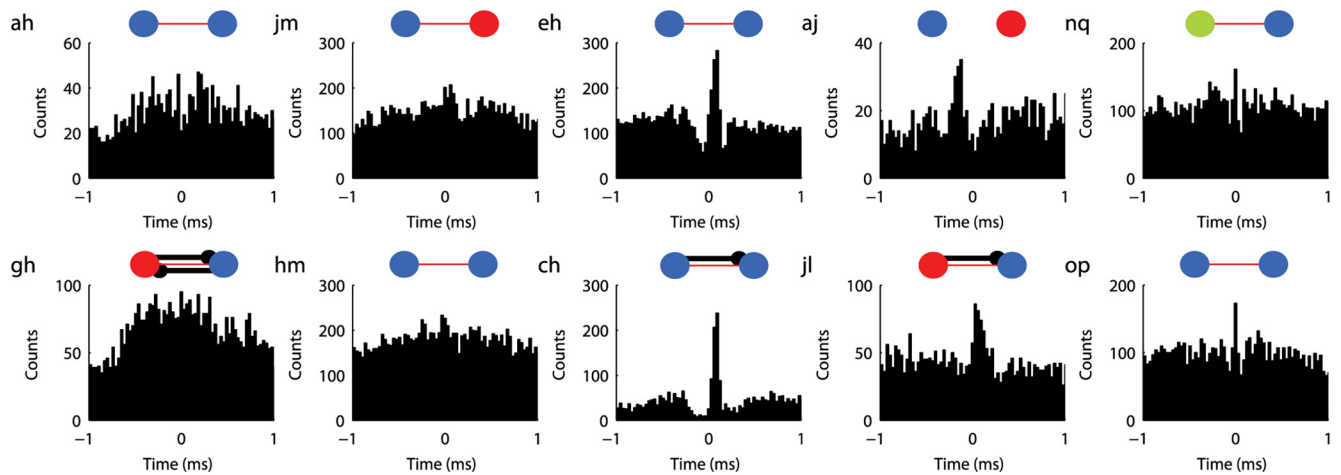 ah jm eh aj nq
60 300 300 40 200
40 200 200 20 100
20 100 100 0 0
0 0 0
Counts Counts Counts Counts Counts
−1 0 1 −1 0 1 −1 0 1 −1 0 1 −1 0 1
Time (ms) Time (ms) Time (ms) Time (ms) Time (ms)
gh hm ch jl op
100 300 300 100 200
50 200 200 50 100
0 100 100 0 0
0 0
Counts Counts Counts Counts Counts
−1 0 1 −1 0 1 −1 0 1 −1 0 1 −1 0 1
Time (ms) Time (ms) Time (ms) Time (ms) Time (ms)